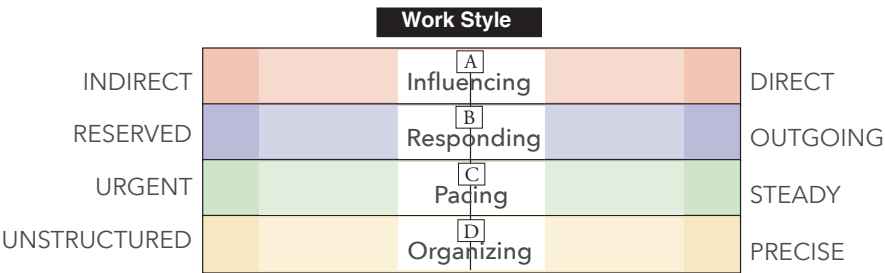 Work Style
A
INDIRECT Influencing DIRECT
B
RESERVED Responding OUTGOING
C
URGENT Pacing STEADY
D
UNSTRUCTURED Organizing PRECISE